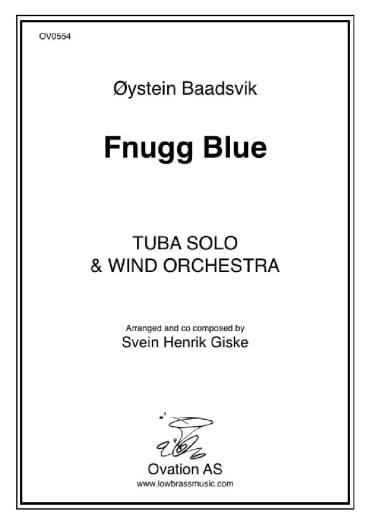 OV0554
Øystein Baadsvik
Fnugg Blue
TUBA SOLO
& WIND ORCHESTRA
Arranged and co composed by
Svein Henrik Giske
Ovation AS
www.lowbrassmusic.com